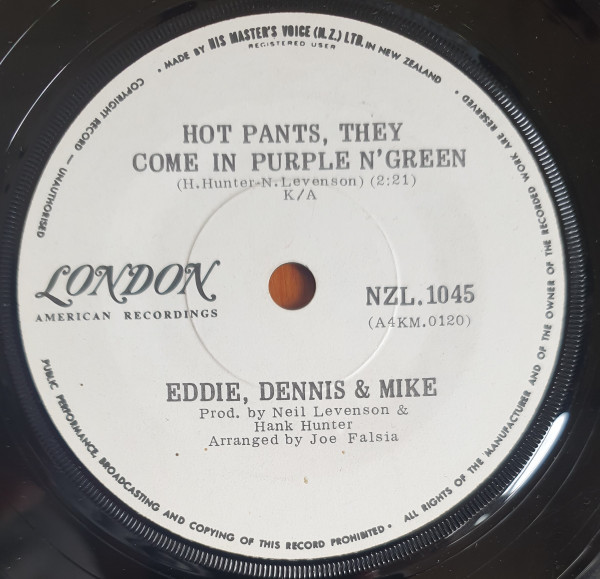 • MADE BY HIS MASTER'S VOICE (N.Z.) LTD. IN NEW ZEALAND •
REGISTERED USER
HOT PANTS, THEY
COME IN PURPLE N'GREEN
(H.Hunter-N.Levenson) (2:21)
K/A
LONDON
AMERICAN RECORDINGS
NZL.1045
(A4KM.0120)
EDDIE, DENNIS & MIKE
Prod. by Neil Levenson &
Hank Hunter
Arranged by Joe Falsia
ALL RIGHTS OF THE MANUFACTURER AND OF THE OWNER OF THE RECORDED WORK ARE RESERVED •
COPYRIGHT RECORD — UNAUTHORISED
PUBLIC PERFORMANCE, BROADCASTING AND COPYING OF THIS RECORD PROHIBITED •